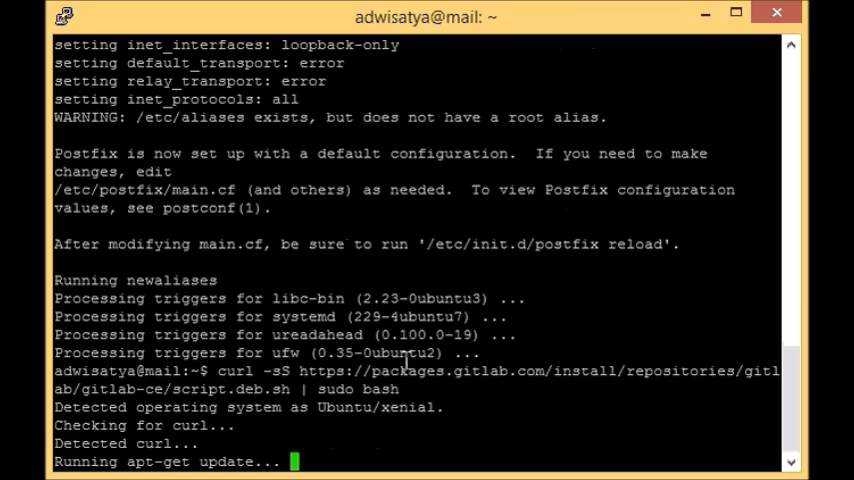 adwisatya@mail: ~
setting inet_interfaces: loopback-only
setting default_transport: error
setting relay_transport: error
setting inet_protocols: all
WARNING: /etc/aliases exists, but does not have a root alias.
Postfix is now set up with a default configuration.  If you need to make
changes, edit
/etc/postfix/main.cf (and others) as needed.  To view Postfix configuration
values, see postconf(1).
After modifying main.cf, be sure to run '/etc/init.d/postfix reload'.
Running newaliases
Processing triggers for libc-bin (2.23-0ubuntu3) ...
Processing triggers for systemd (229-4ubuntu7) ...
Processing triggers for ureadahead (0.100.0-19) ...
Processing triggers for ufw (0.35-0ubuntu2) ...
adwisatya@mail:~$ curl -sS https://packages.gitlab.com/install/repositories/gitl
ab/gitlab-ce/script.deb.sh | sudo bash
Detected operating system as Ubuntu/xenial.
Checking for curl...
Detected curl...
Running apt-get update...